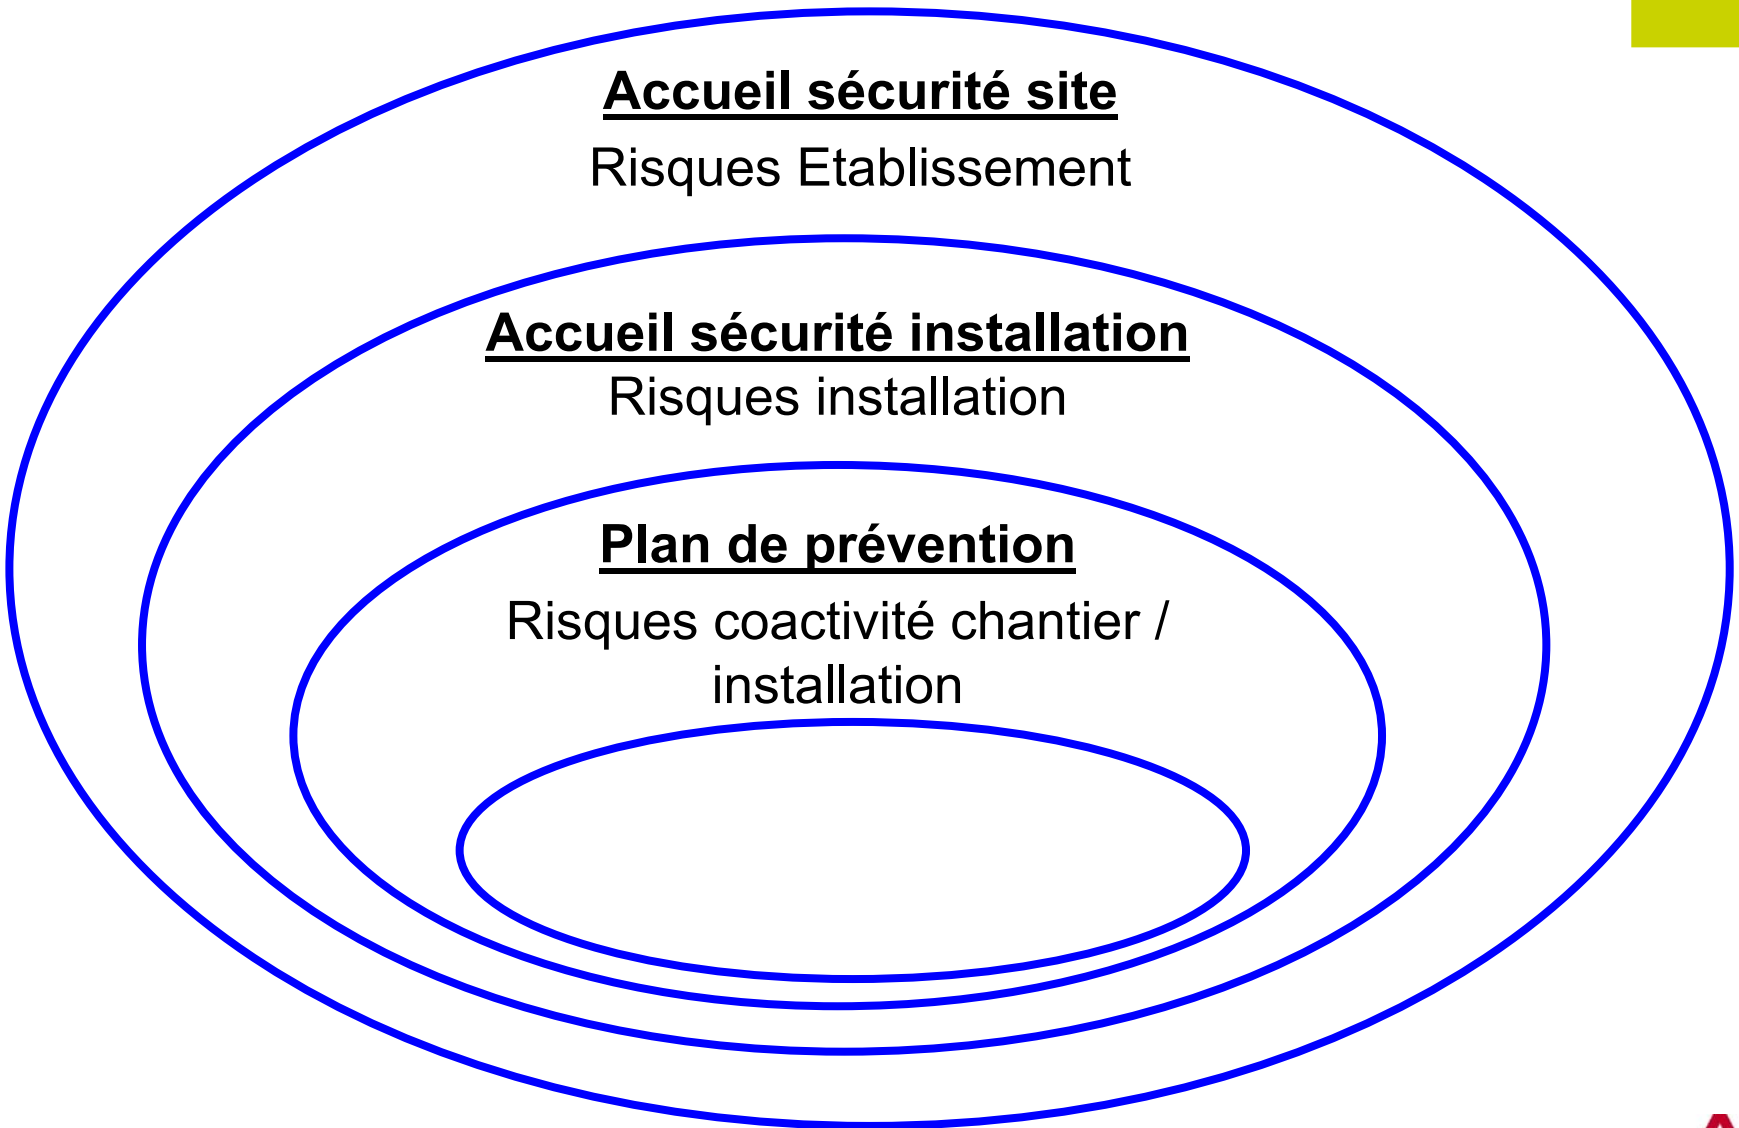 Accueil sécurité site
Risques Etablissement
Accueil sécurité installation
Risques installation
Plan de prévention
Risques coactivité chantier /
installation